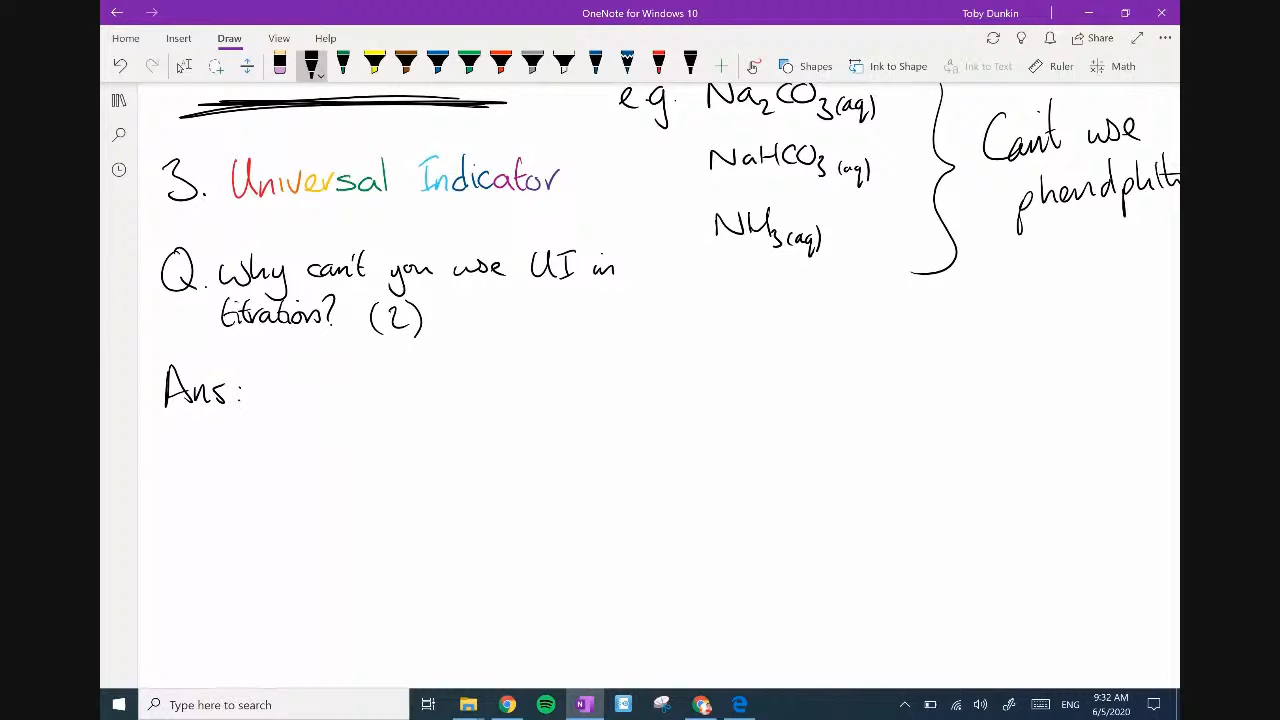 OneNote for Windows 10
Toby Dunkin
Home Insert Draw View Help
Share
Shapes Ink to Shape Ink to Text Ruler Math
e.g. Na2CO3(aq)
NaHCO3(aq)
NH3(aq)
Can't use
phenolphth
3. Universal Indicator
Q. Why can't you use UI in
titrations? (2)
Ans:
Type here to search
9:32 AM
6/5/2020